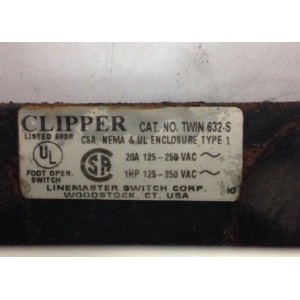 CLIPPER CAT. NO. TWIN 632-S
LISTED CSA, NEMA & UL ENCLOSURE TYPE 1
UL SA 20A 125-250 VAC ~
FOOT OPER. 1HP 125-250 VAC ~
SWITCH
LINEMASTER SWITCH CORP.
WOODSTOCK, CT. USA